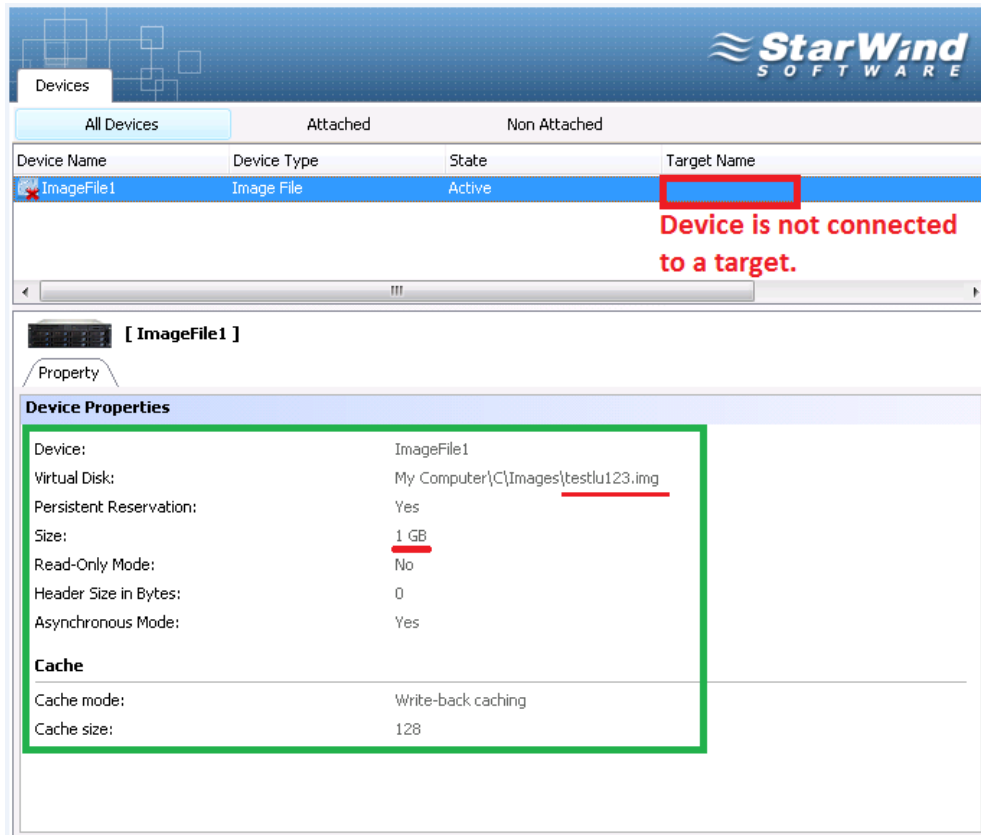 StarWind
SOFTWARE
Devices
All Devices Attached Non Attached
Device Name Device Type State Target Name
ImageFile1 Image File Active
Device is not connected
to a target.
[ ImageFile1 ]
Property
Device Properties
Device: ImageFile1
Virtual Disk: My Computer\C\Images\testlu123.img
Persistent Reservation: Yes
Size: 1 GB
Read-Only Mode: No
Header Size in Bytes: 0
Asynchronous Mode: Yes
Cache
Cache mode: Write-back caching
Cache size: 128